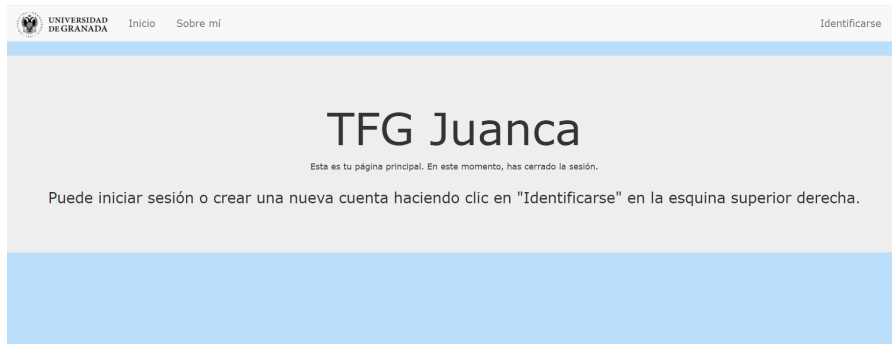 UNIVERSIDAD
DE GRANADA
Inicio Sobre mí Identificarse
TFG Juanca
Esta es tu página principal. En este momento, has cerrado la sesión.
Puede iniciar sesión o crear una nueva cuenta haciendo clic en "Identificarse" en la esquina superior derecha.